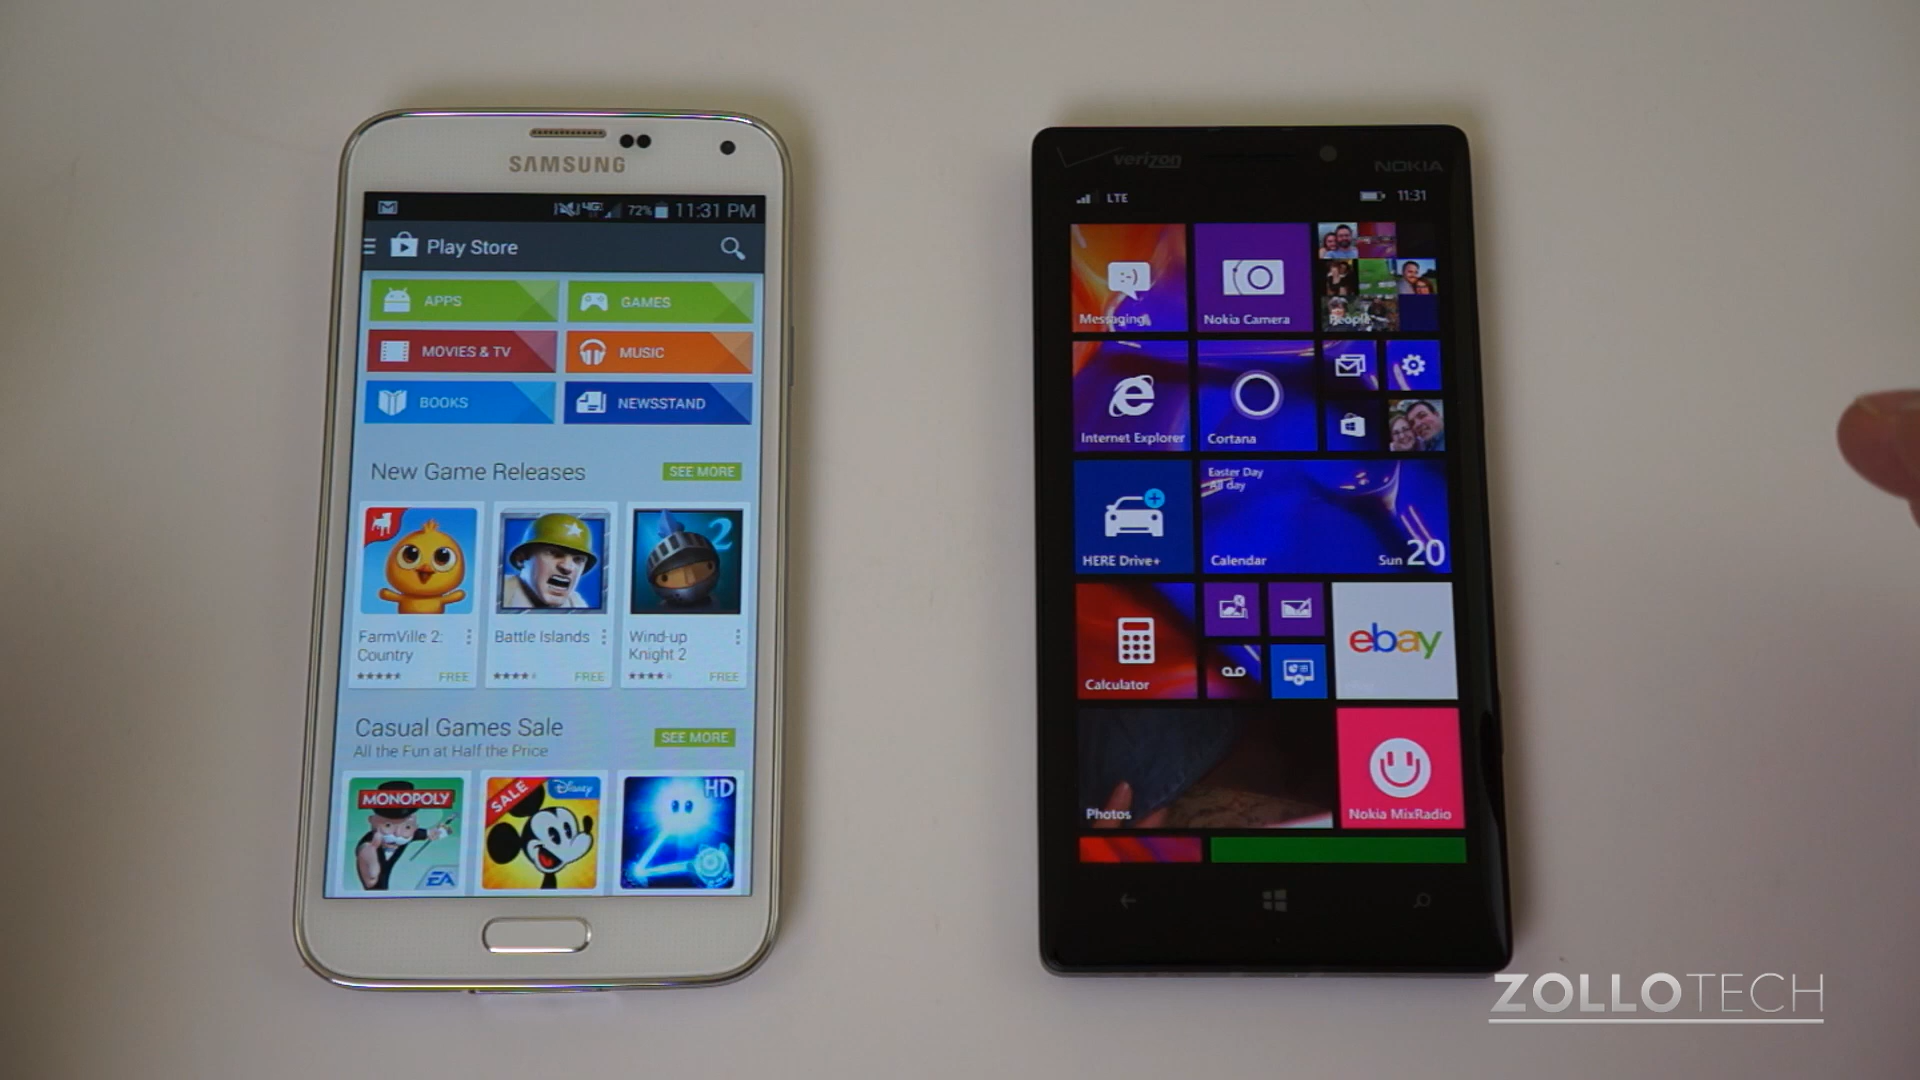 SAMSUNG
4G 72% 11:31 PM
Play Store
APPS
GAMES
MOVIES & TV
MUSIC
BOOKS
NEWSSTAND
New Game Releases
SEE MORE
2
FarmVille 2:
Country
FREE
Battle Islands
FREE
Wind-up
Knight 2
FREE
Casual Games Sale
All the Fun at Half the Price
SEE MORE
MONOPOLY
EA
SALE
Disney
HD
verizon
NOKIA
LTE
11:31
Messaging
Nokia Camera
People
Internet Explorer
Cortana
HERE Drive+
Easter Day
All day
Calendar
Sun 20
Calculator
ebay
Photos
Nokia MixRadio
ZOLLOTECH